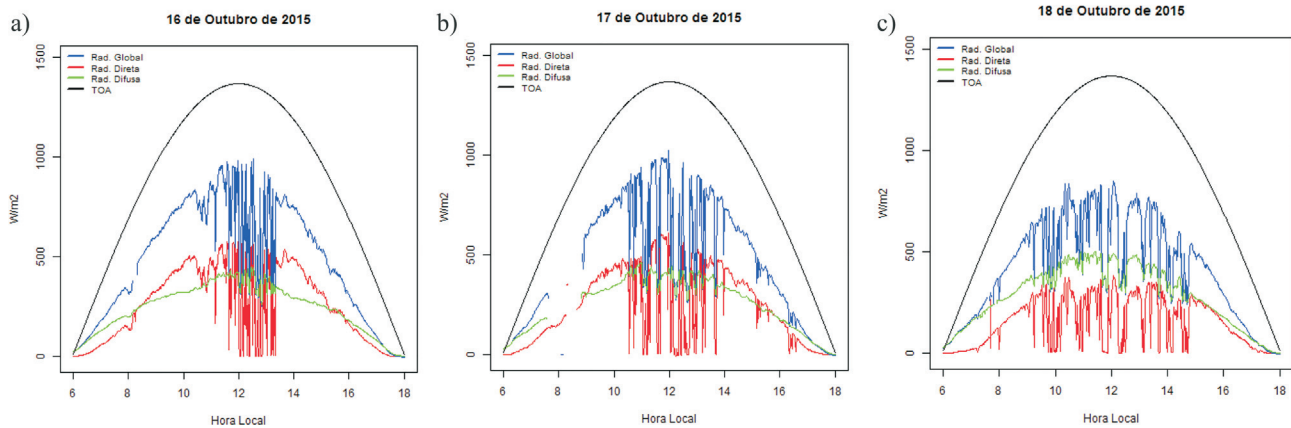 a)
16 de Outubro de 2015
Rad. Global
Rad. Direta
Rad. Difusa
TOA
W/m2
1500
1000
500
0
6 8 10 12 14 16 18
Hora Local
b)
17 de Outubro de 2015
Rad. Global
Rad. Direta
Rad. Difusa
TOA
W/m2
1500
1000
500
0
6 8 10 12 14 16 18
Hora Local
c)
18 de Outubro de 2015
Rad. Global
Rad. Direta
Rad. Difusa
TOA
W/m2
1500
1000
500
0
6 8 10 12 14 16 18
Hora Local